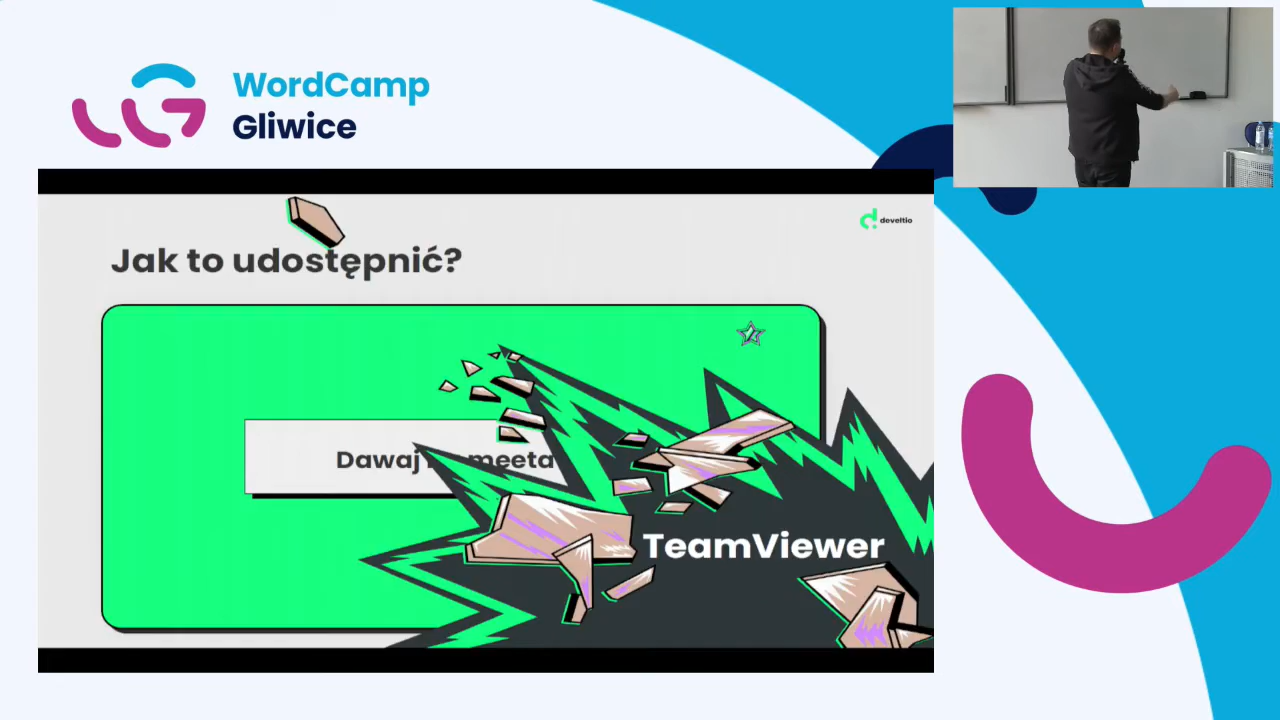 WordCamp
Gliwice
develtio
Jak to udostępnić?
Dawaj meeta
TeamViewer